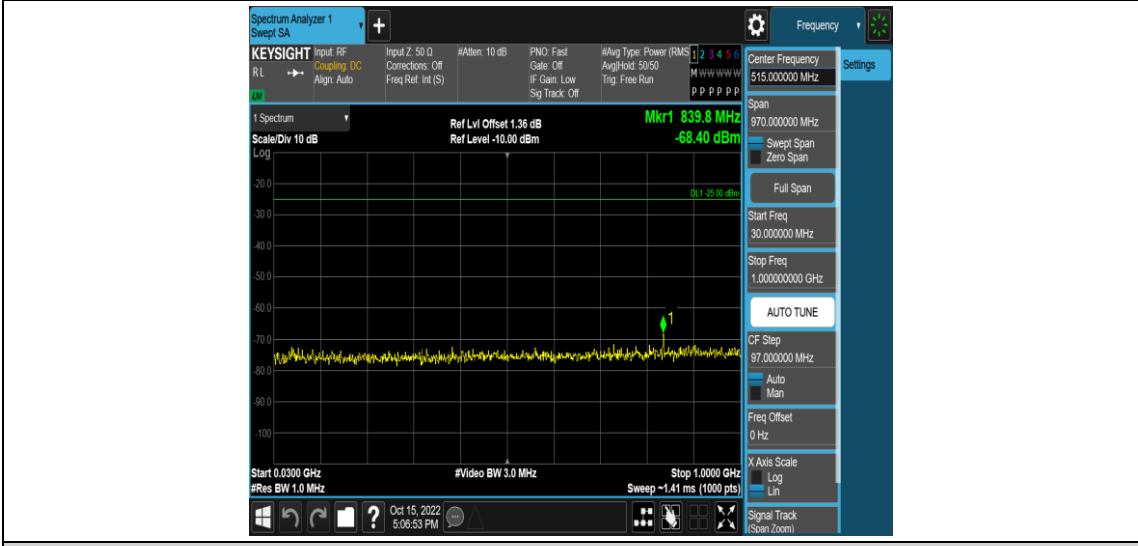 Spectrum Analyzer 1
Swept SA
Frequency
KEYSIGHT
RL
LXI
Input: RF
Coupling: DC
Align: Auto
Input Z: 50 Ω
Corrections: Off
Freq Ref: Int (S)
#Atten: 10 dB
PNO: Fast
Gate: Off
IF Gain: Low
Sig Track: Off
#Avg Type: Power (RMS
Avg|Hold: 50/50
Trig: Free Run
1 2 3 4 5 6
M W W W W W
P P P P P P
1 Spectrum
Scale/Div 10 dB
Log
Ref Lvl Offset 1.36 dB
Ref Level -10.00 dBm
Mkr1 839.8 MHz
-68.40 dBm
DL1 -25.00 dBm
-20.0
-30.0
-40.0
-50.0
-60.0
-70.0
-80.0
-90.0
-100
1
Start 0.0300 GHz
#Res BW 1.0 MHz
#Video BW 3.0 MHz
Stop 1.0000 GHz
Sweep ~1.41 ms (1000 pts)
?
Oct 15, 2022
5:06:53 PM
Center Frequency
515.000000 MHz
Settings
Span
970.000000 MHz
Swept Span
Zero Span
Full Span
Start Freq
30.000000 MHz
Stop Freq
1.000000000 GHz
AUTO TUNE
CF Step
97.000000 MHz
Auto
Man
Freq Offset
0 Hz
X Axis Scale
Log
Lin
Signal Track
(Span Zoom)